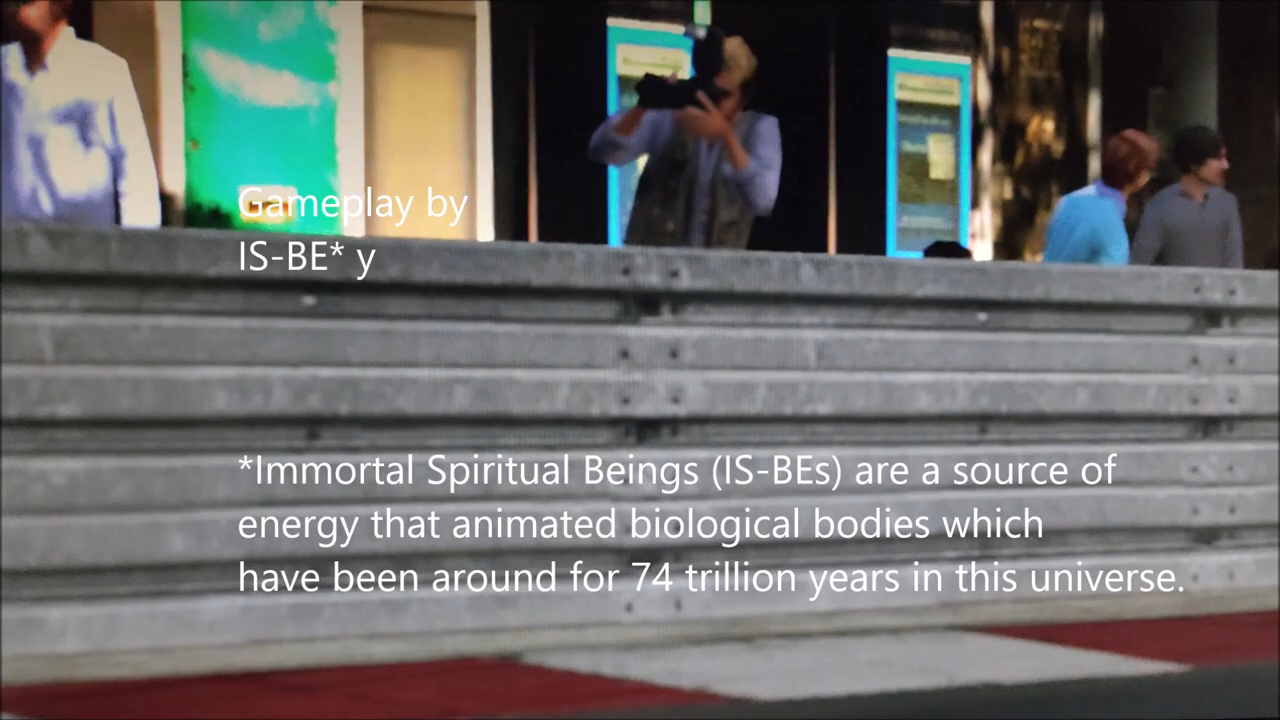 Gameplay by
IS-BE* y
*Immortal Spiritual Beings (IS-BEs) are a source of
energy that animated biological bodies which
have been around for 74 trillion years in this universe.